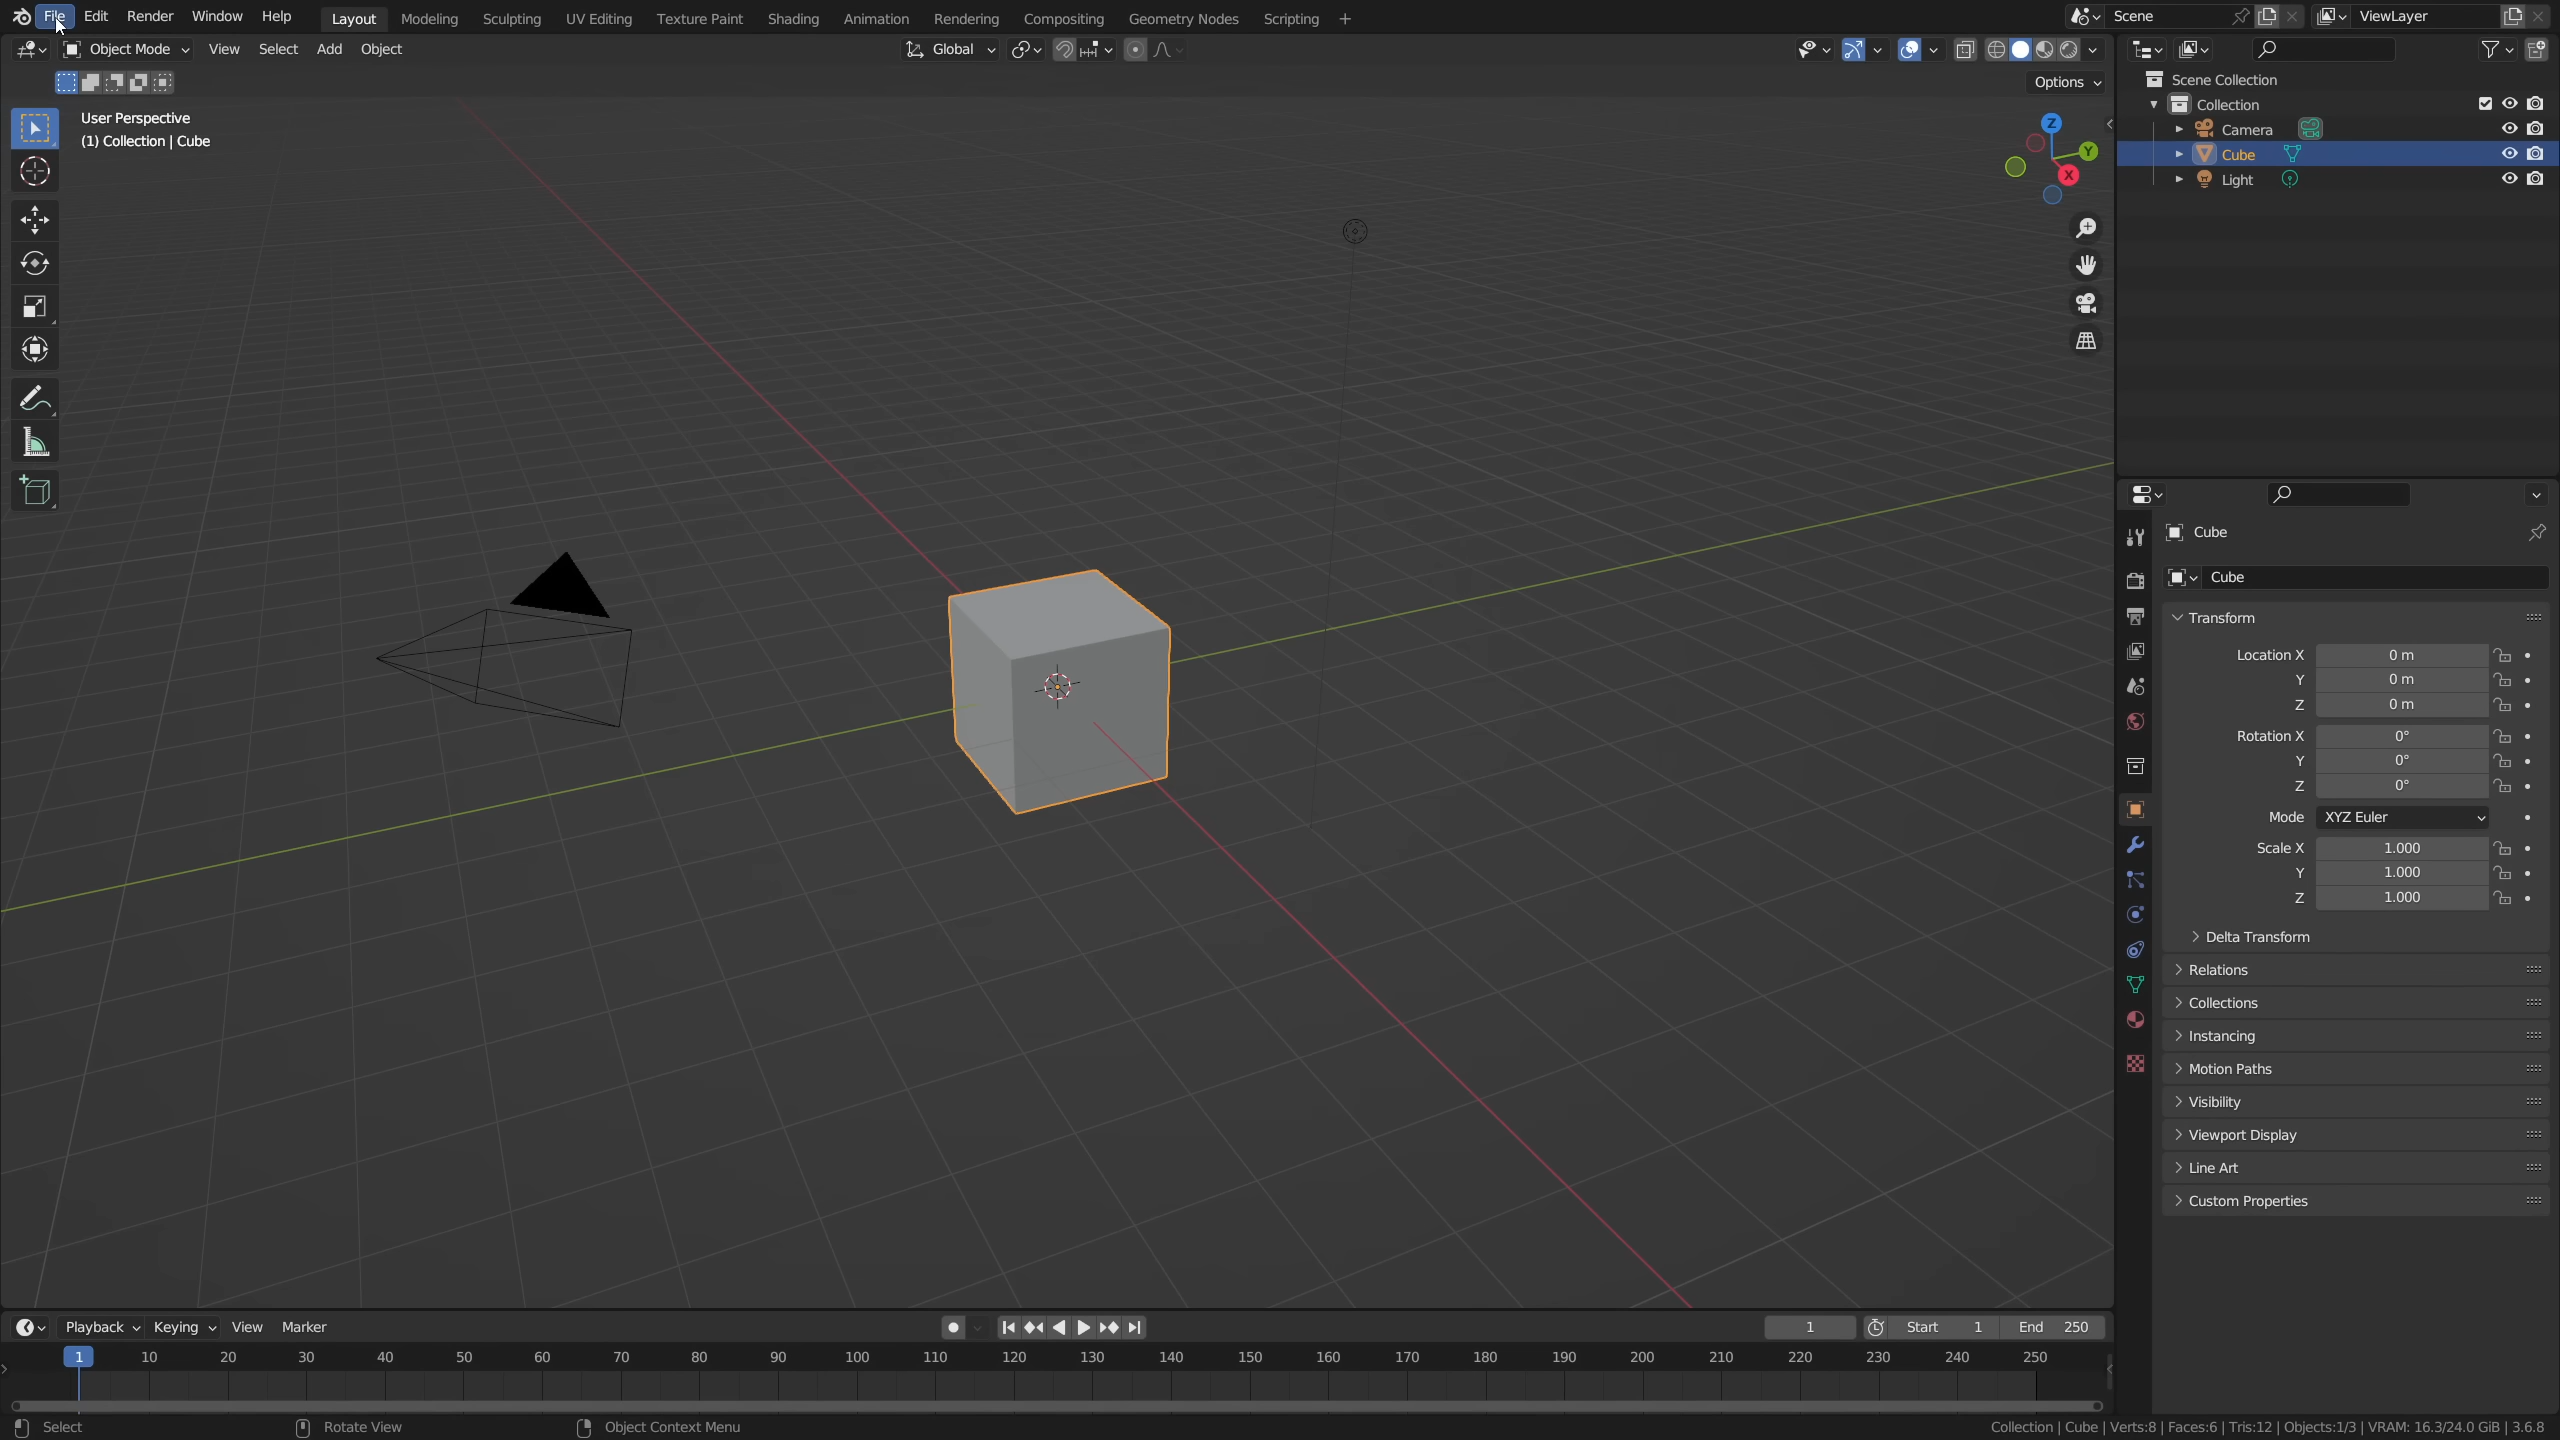 File Edit Render Window Help Layout Modeling Sculpting UV Editing Texture Paint Shading Animation Rendering Compositing Geometry Nodes Scripting + Scene ViewLayer
Object Mode View Select Add Object Global
Options
User Perspective
(1) Collection | Cube
Z
Y
X
Scene Collection
Collection
Camera
Cube
Light
Cube
Cube
Transform
Location X 0 m
Y 0 m
Z 0 m
Rotation X 0°
Y 0°
Z 0°
Mode XYZ Euler
Scale X 1.000
Y 1.000
Z 1.000
Delta Transform
Relations
Collections
Instancing
Motion Paths
Visibility
Viewport Display
Line Art
Custom Properties
Playback Keying View Marker 1 Start 1 End 250
1 10 20 30 40 50 60 70 80 90 100 110 120 130 140 150 160 170 180 190 200 210 220 230 240 250
Select Rotate View Object Context Menu Collection | Cube | Verts:8 | Faces:6 | Tris:12 | Objects:1/3 | VRAM: 16.3/24.0 GiB | 3.6.8